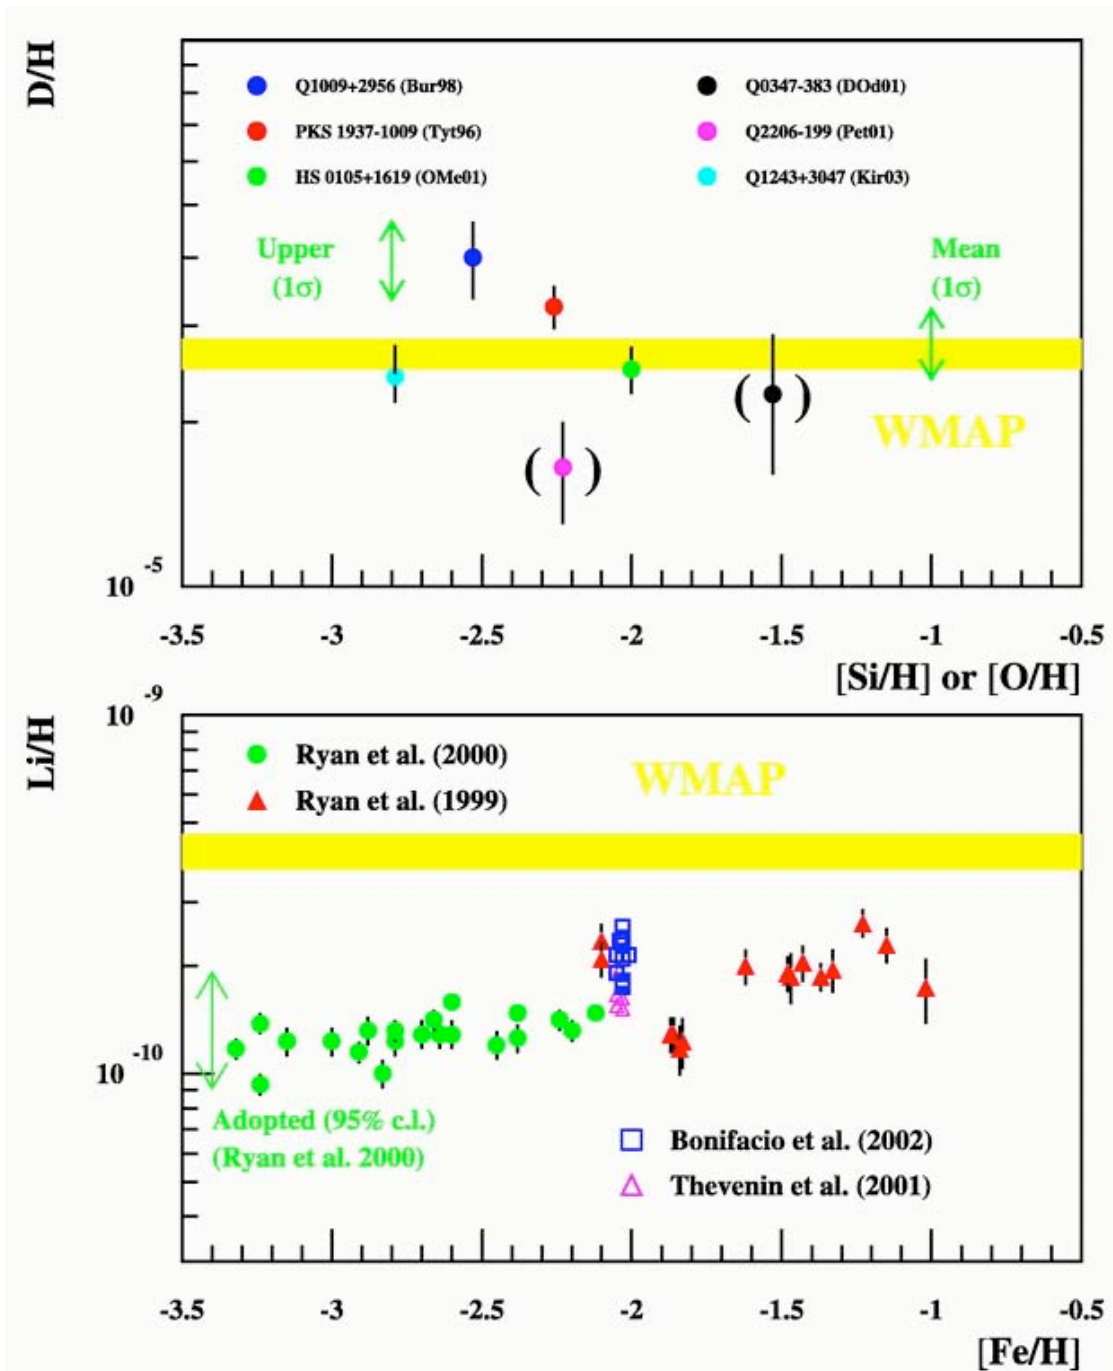 D/H
Q1009+2956 (Bur98)
PKS 1937-1009 (Tyt96)
HS 0105+1619 (OMe01)
Q0347-383 (DOd01)
Q2206-199 (Pet01)
Q1243+3047 (Kir03)
Upper
(1σ)
Mean
(1σ)
( )
( )
WMAP
10 -5
-3.5 -3 -2.5 -2 -1.5 -1 -0.5
[Si/H] or [O/H]
Li/H
10 -9
Ryan et al. (2000)
Ryan et al. (1999)
WMAP
10 -10
Adopted (95% c.l.)
(Ryan et al. 2000)
Bonifacio et al. (2002)
Thevenin et al. (2001)
-3.5 -3 -2.5 -2 -1.5 -1 -0.5
[Fe/H]